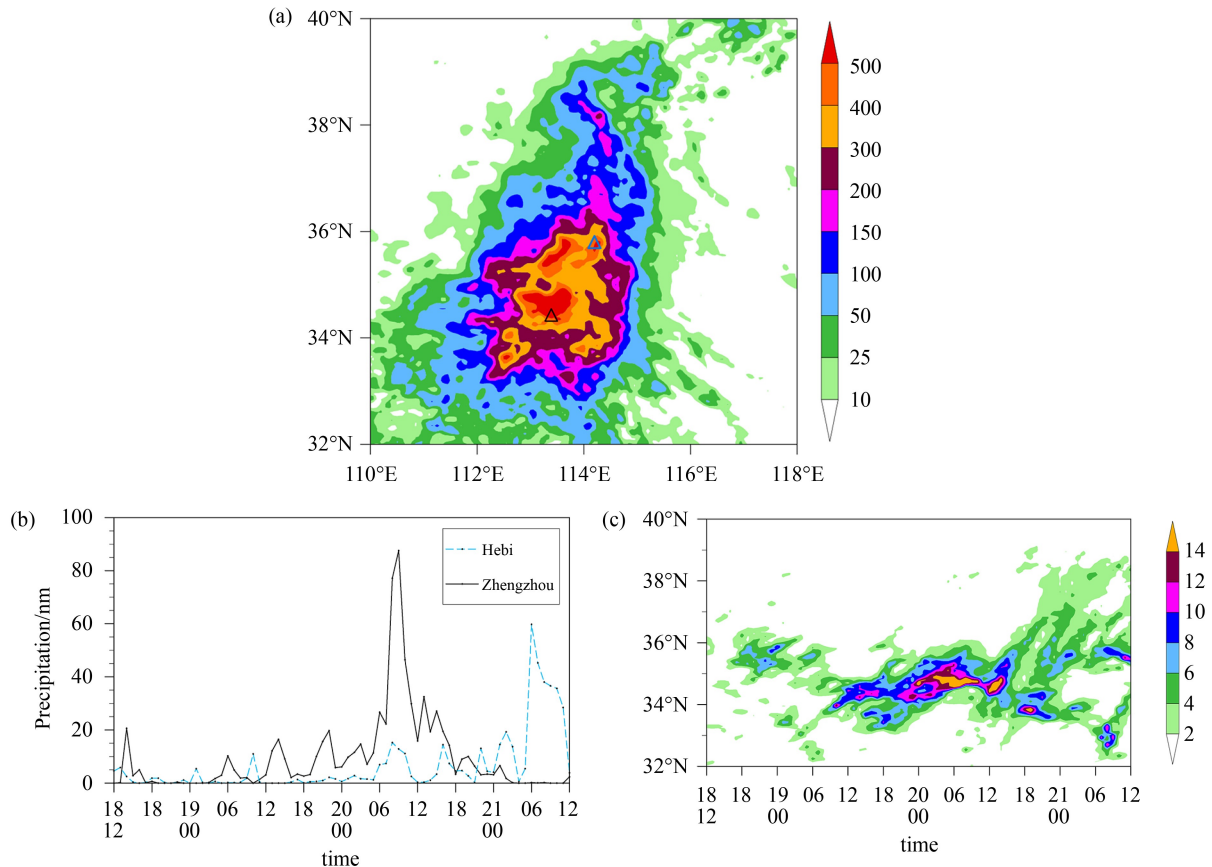 (a)
40°N
38°N
36°N
34°N
32°N
110°E 112°E 114°E 116°E 118°E
500
400
300
200
150
100
50
25
10
(b)
100
80
60
40
20
0
Precipitation/nm
Hebi
Zhengzhou
18 18 19 06 12 18 20 06 12 18 21 06 12
12 00 00 00
time
(c)
40°N
38°N
36°N
34°N
32°N
18 18 19 06 12 18 20 06 12 18 21 06 12
12 00 00 00
time
14
12
10
8
6
4
2